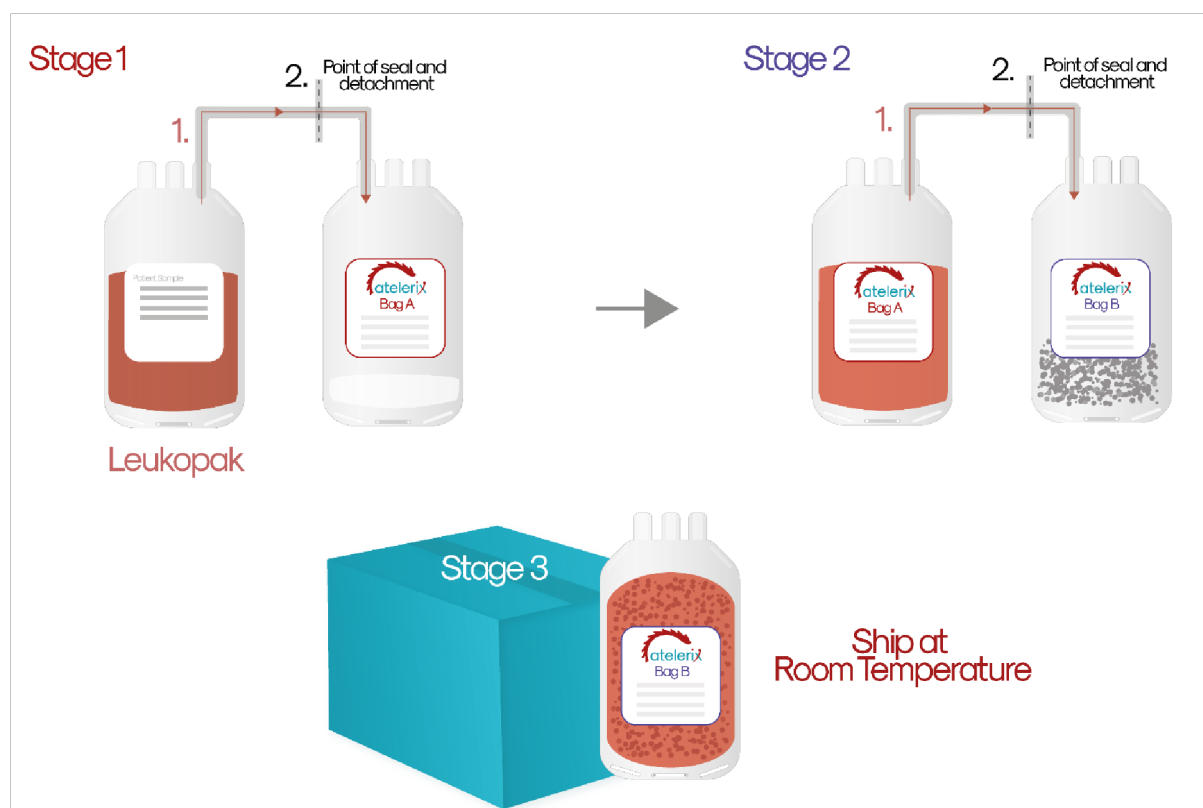 Stage 1
2.
Point of seal and
detachment
1.
Patient Sample
atelerix
Bag A
Leukopak
Stage 2
2.
Point of seal and
detachment
1.
atelerix
Bag A
atelerix
Bag B
Stage 3
atelerix
Bag B
Ship at
Room Temperature